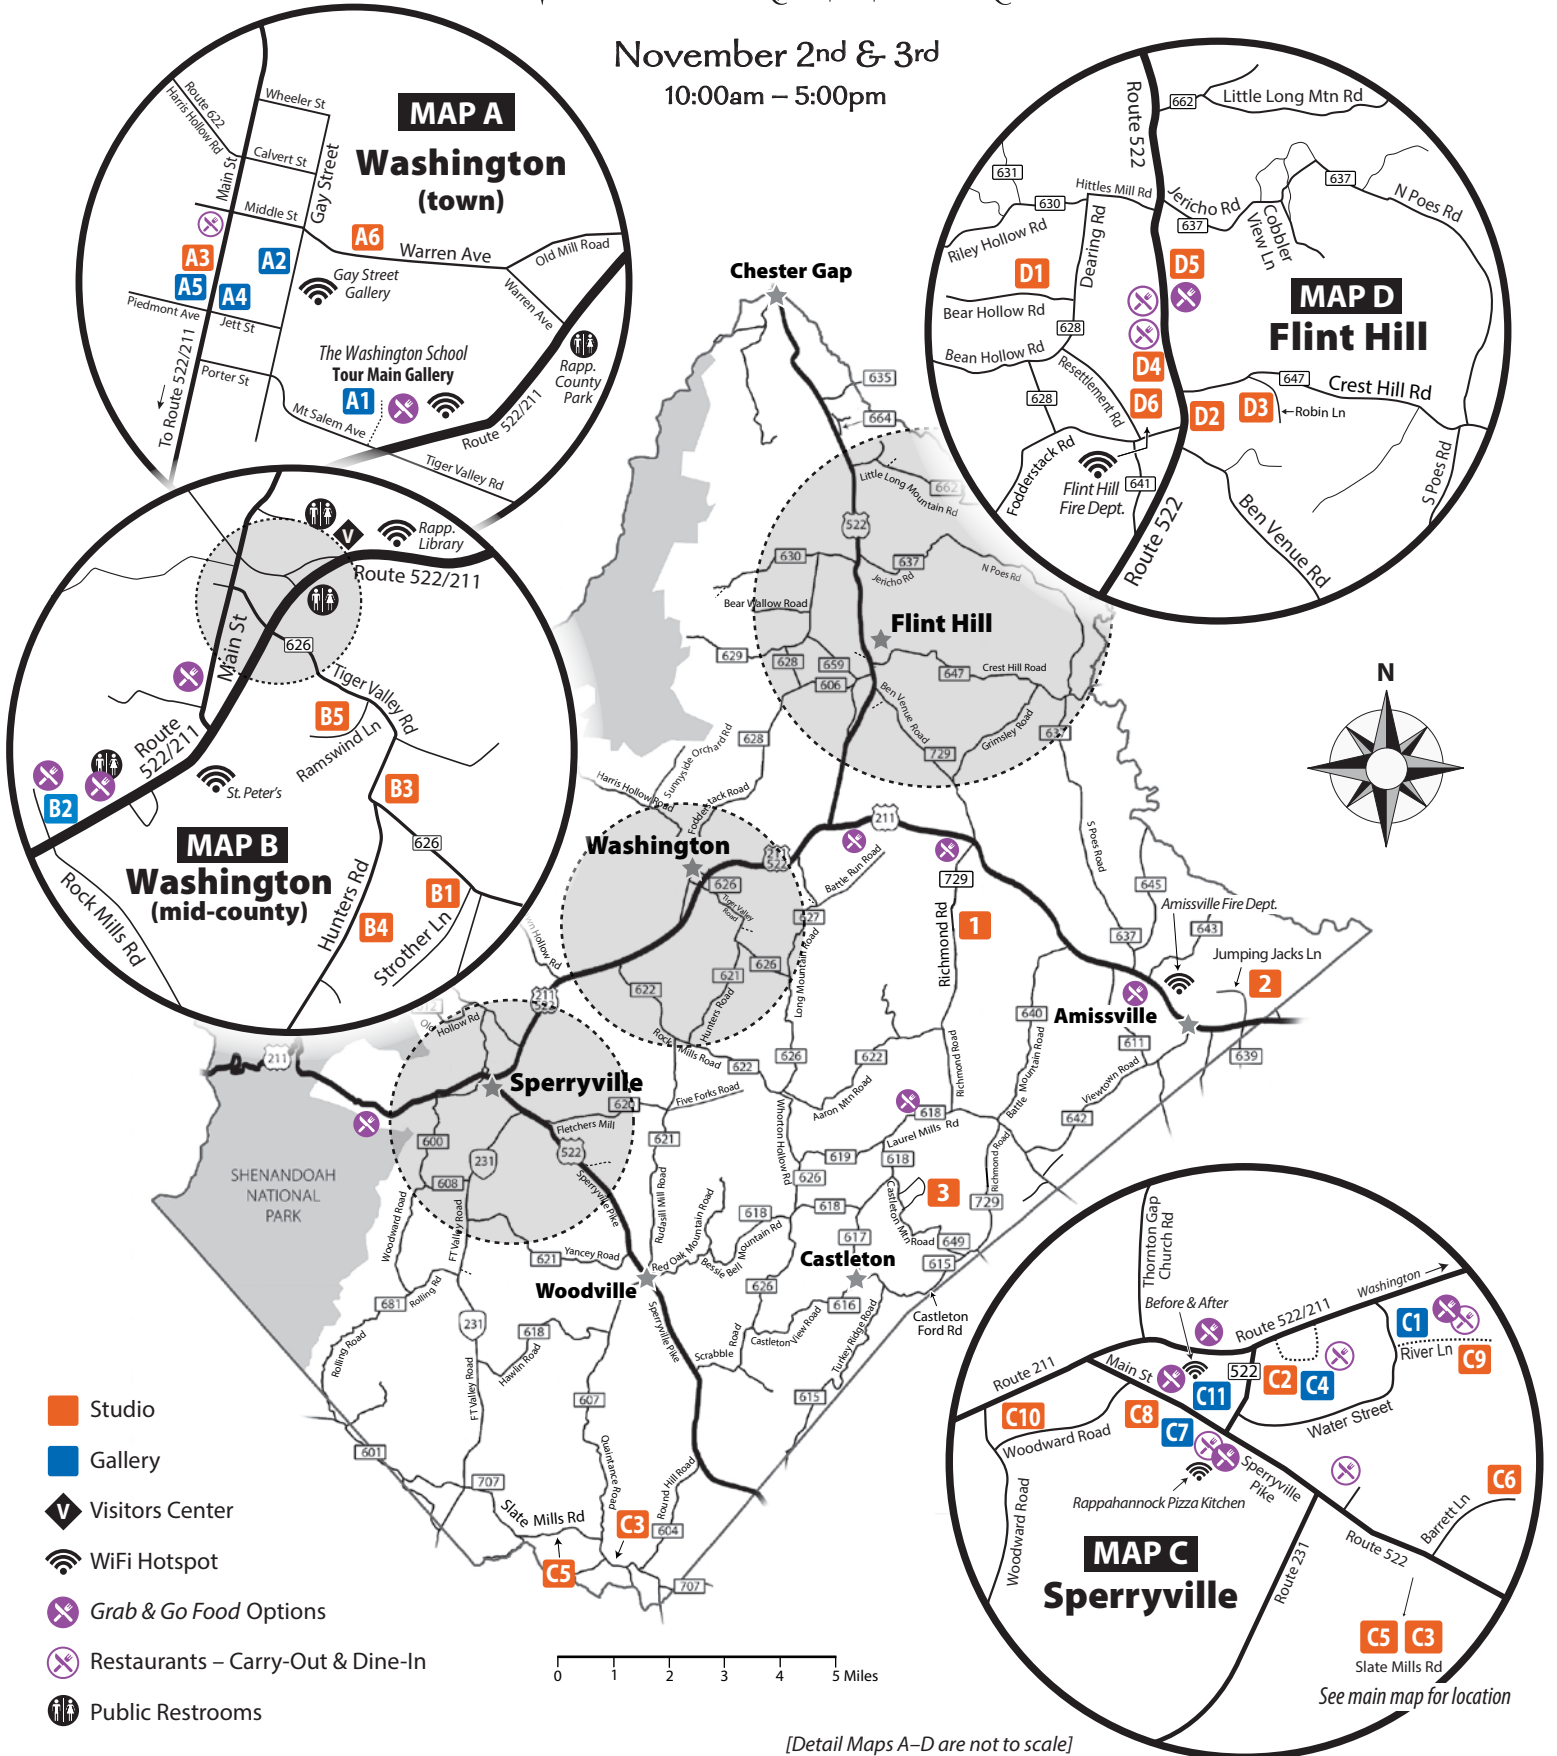 November 2nd & 3rd
10:00am – 5:00pm
MAP A
Washington
(town)
Wheeler St
Route 622
Harris Hollow Rd
Calvert St
Main St
Gay Street
Middle St
A6
Warren Ave
Old Mill Road
A3
A2
Gay Street
Gallery
A5
A4
Warren Ave
Piedmont Ave
Jett St
The Washington School
Tour Main Gallery
Rapp.
County
Park
Porter St
A1
To Route 522/211
Mt Salem Ave
Route 522/211
Tiger Valley Rd
MAP D
Flint Hill
Route 522
662
Little Long Mtn Rd
631
Hittles Mill Rd
630
Jericho Rd
637
637
N Poes Rd
Riley Hollow Rd
Dearing Rd
Cobbler
View Ln
D1
D5
Bear Hollow Rd
628
Bean Hollow Rd
Resettlement Rd
D4
647
Crest Hill Rd
628
D6
D2
D3
Robin Ln
Fodderstack Rd
Flint Hill
Fire Dept.
641
S Poes Rd
Route 522
Ben Venue Rd
V
Rapp.
Library
Route 522/211
Main St
626
Tiger Valley Rd
B5
Ramswind Ln
Route
522/211
St. Peter's
B2
B3
MAP B
Washington
(mid-county)
626
Hunters Rd
B1
B4
Strother Ln
Rock Mills Rd
Chester Gap
635
664
Little Long Mountain Rd
662
522
630
637
Jericho Rd
N Poes Rd
Bear Wallow Road
Flint Hill
629
628
659
606
647
Crest Hill Road
Ben Venue Road
Grimsley Road
637
729
628
Sunnyside Orchard Rd
Harris Hollow Road
Fodderstack Road
Washington
211
211
522
Battle Run Road
729
S Poes Road
626
Tiger Valley
Road
627
Long Mountain Road
Richmond Rd
1
645
Amissville Fire Dept.
643
637
Jumping Jacks Ln
2
626
621
622
Hunters Road
211
522
Hollow Rd
Amissville
640
611
639
Rock Mills Road
622
626
622
Richmond Road
Battle Mountain Road
Viewtown Road
642
211
Sperryville
620
Five Forks Road
Aaron Mtn Road
618
Laurel Mills Rd
Fletchers Mill
600
522
621
Whorton Hollow Rd
619
618
231
608
626
Richmond Road
SHENANDOAH
NATIONAL
PARK
Sperryville Pike
Rudasill Mill Road
3
Castleton Mtn
Road
729
Woodward Road
FT Valley Road
618
618
617
649
Red Oak Mountain Road
Bessie Bell Mountain Rd
621
Yancey Road
Castleton
615
Woodville
626
616
Castleton
Ford Rd
681
Rolling Rd
Castleton View Road
Turkey Ridge Road
231
618
Hawlin Road
Sperryville Pike
Scrabble Road
Rolling Road
615
FT Valley Road
607
Quaintance Road
601
707
Round Hill Road
Slate Mills Rd
C3
604
C5
707
N
MAP C
Sperryville
Thornton Gap
Church Rd
Before & After
Washington
Route 522/211
C1
River Ln
C9
Route 211
Main St
522
C2
C4
C11
C10
C8
C7
Water Street
Woodward Road
Sperryville
Pike
Rappahannock Pizza Kitchen
C6
Woodward Road
Barrett Ln
Route 522
Route 231
C5
C3
Slate Mills Rd
See main map for location
Studio
Gallery
V
Visitors Center
WiFi Hotspot
Grab & Go Food Options
Restaurants – Carry-Out & Dine-In
Public Restrooms
0 1 2 3 4 5 Miles
[Detail Maps A–D are not to scale]